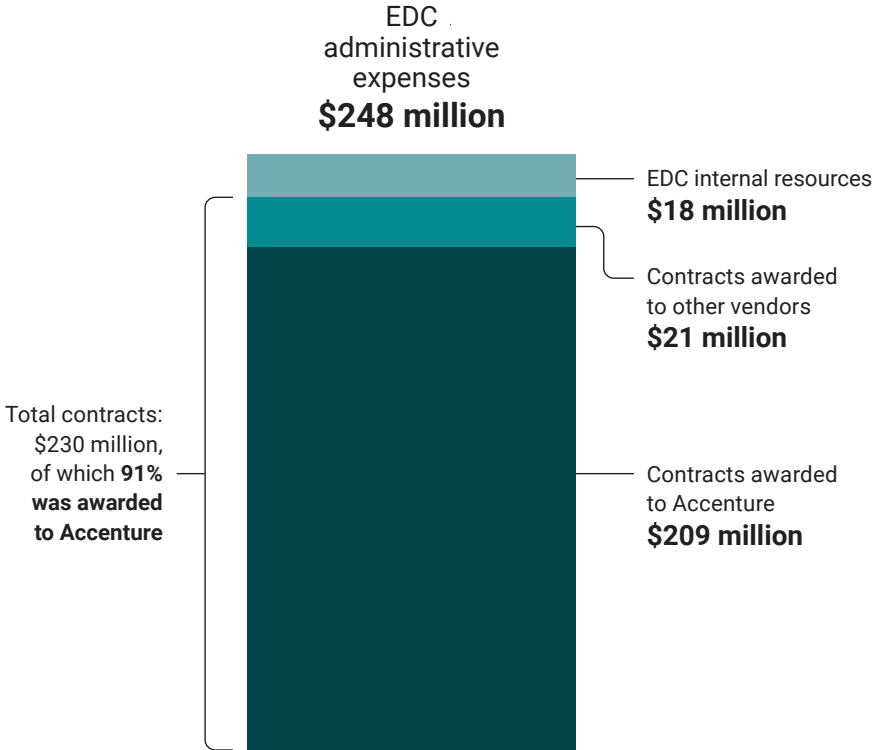 EDC
administrative
expenses
$248 million
EDC internal resources
$18 million
Contracts awarded
to other vendors
$21 million
Total contracts:
$230 million,
of which 91%
was awarded
to Accenture
Contracts awarded
to Accenture
$209 million